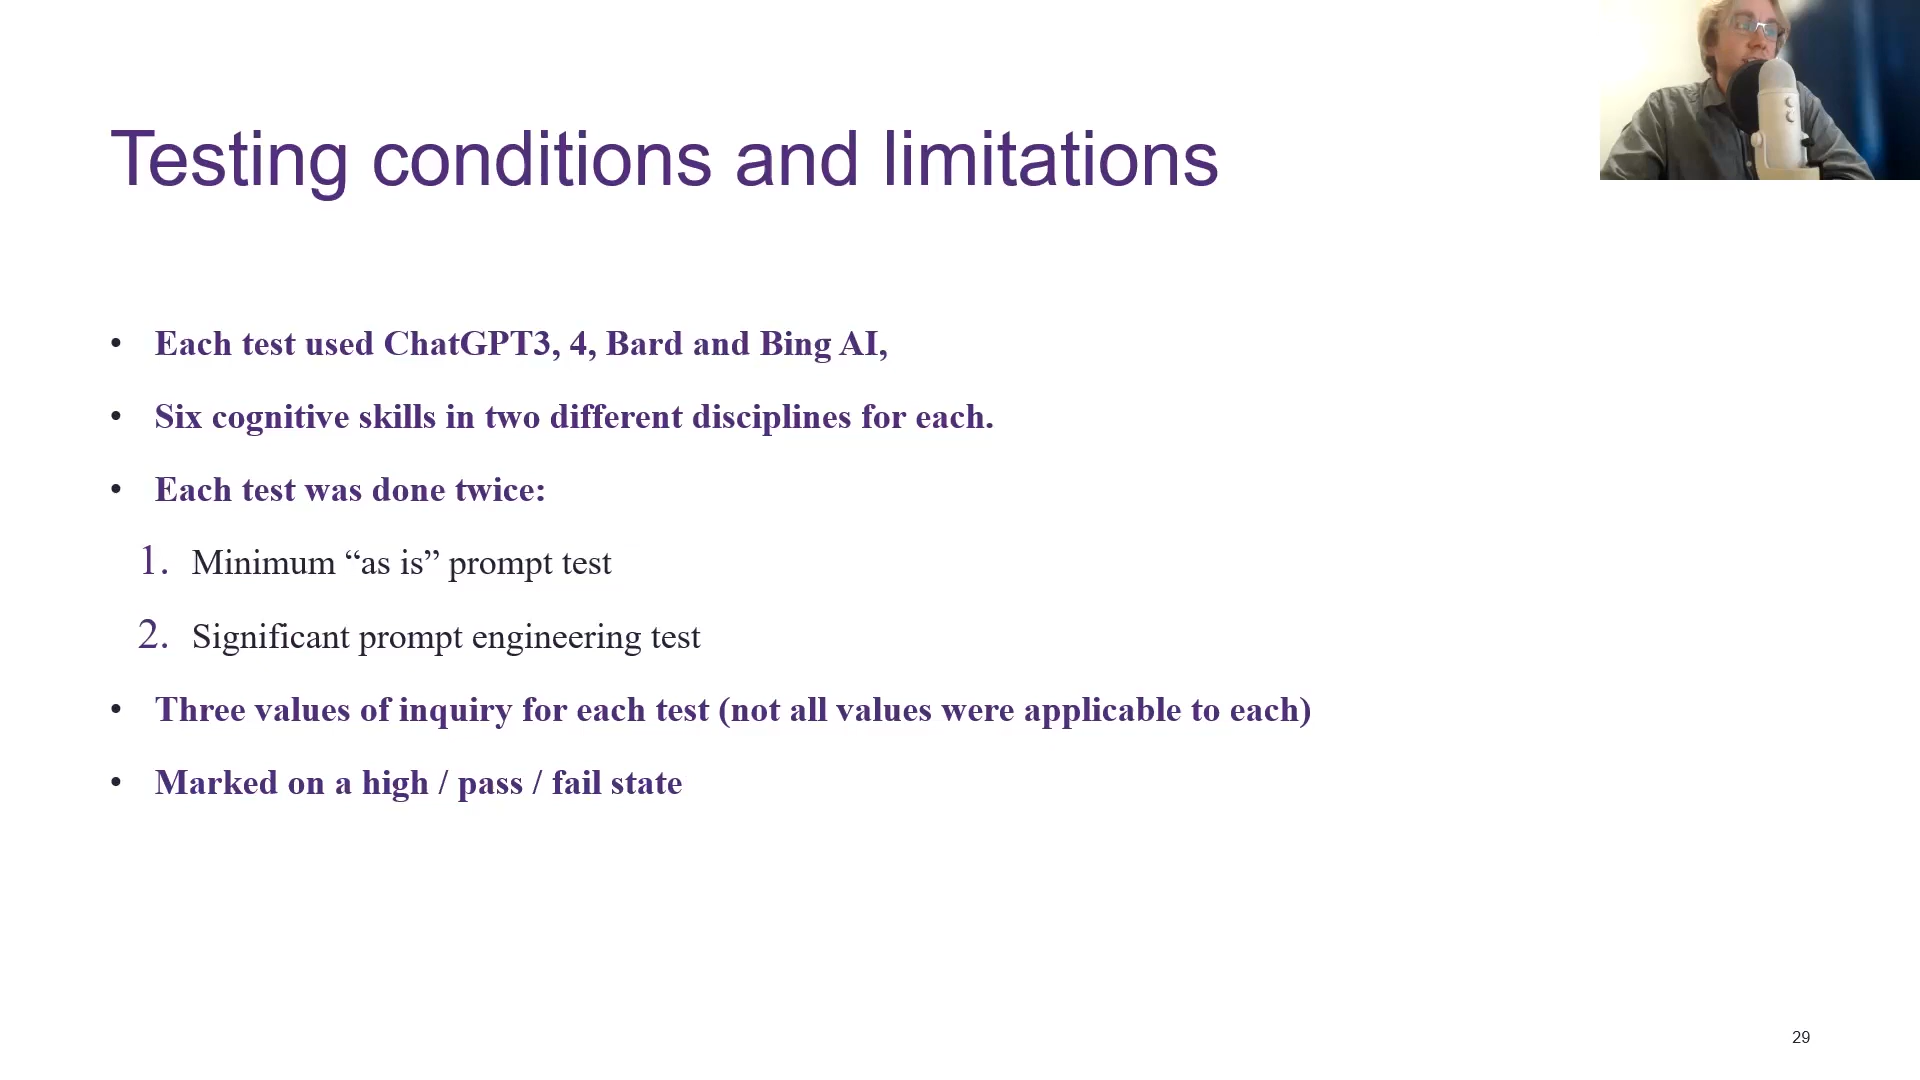 Testing conditions and limitations
• Each test used ChatGPT3, 4, Bard and Bing AI,
• Six cognitive skills in two different disciplines for each.
• Each test was done twice:
1. Minimum “as is” prompt test
2. Significant prompt engineering test
• Three values of inquiry for each test (not all values were applicable to each)
• Marked on a high / pass / fail state
29